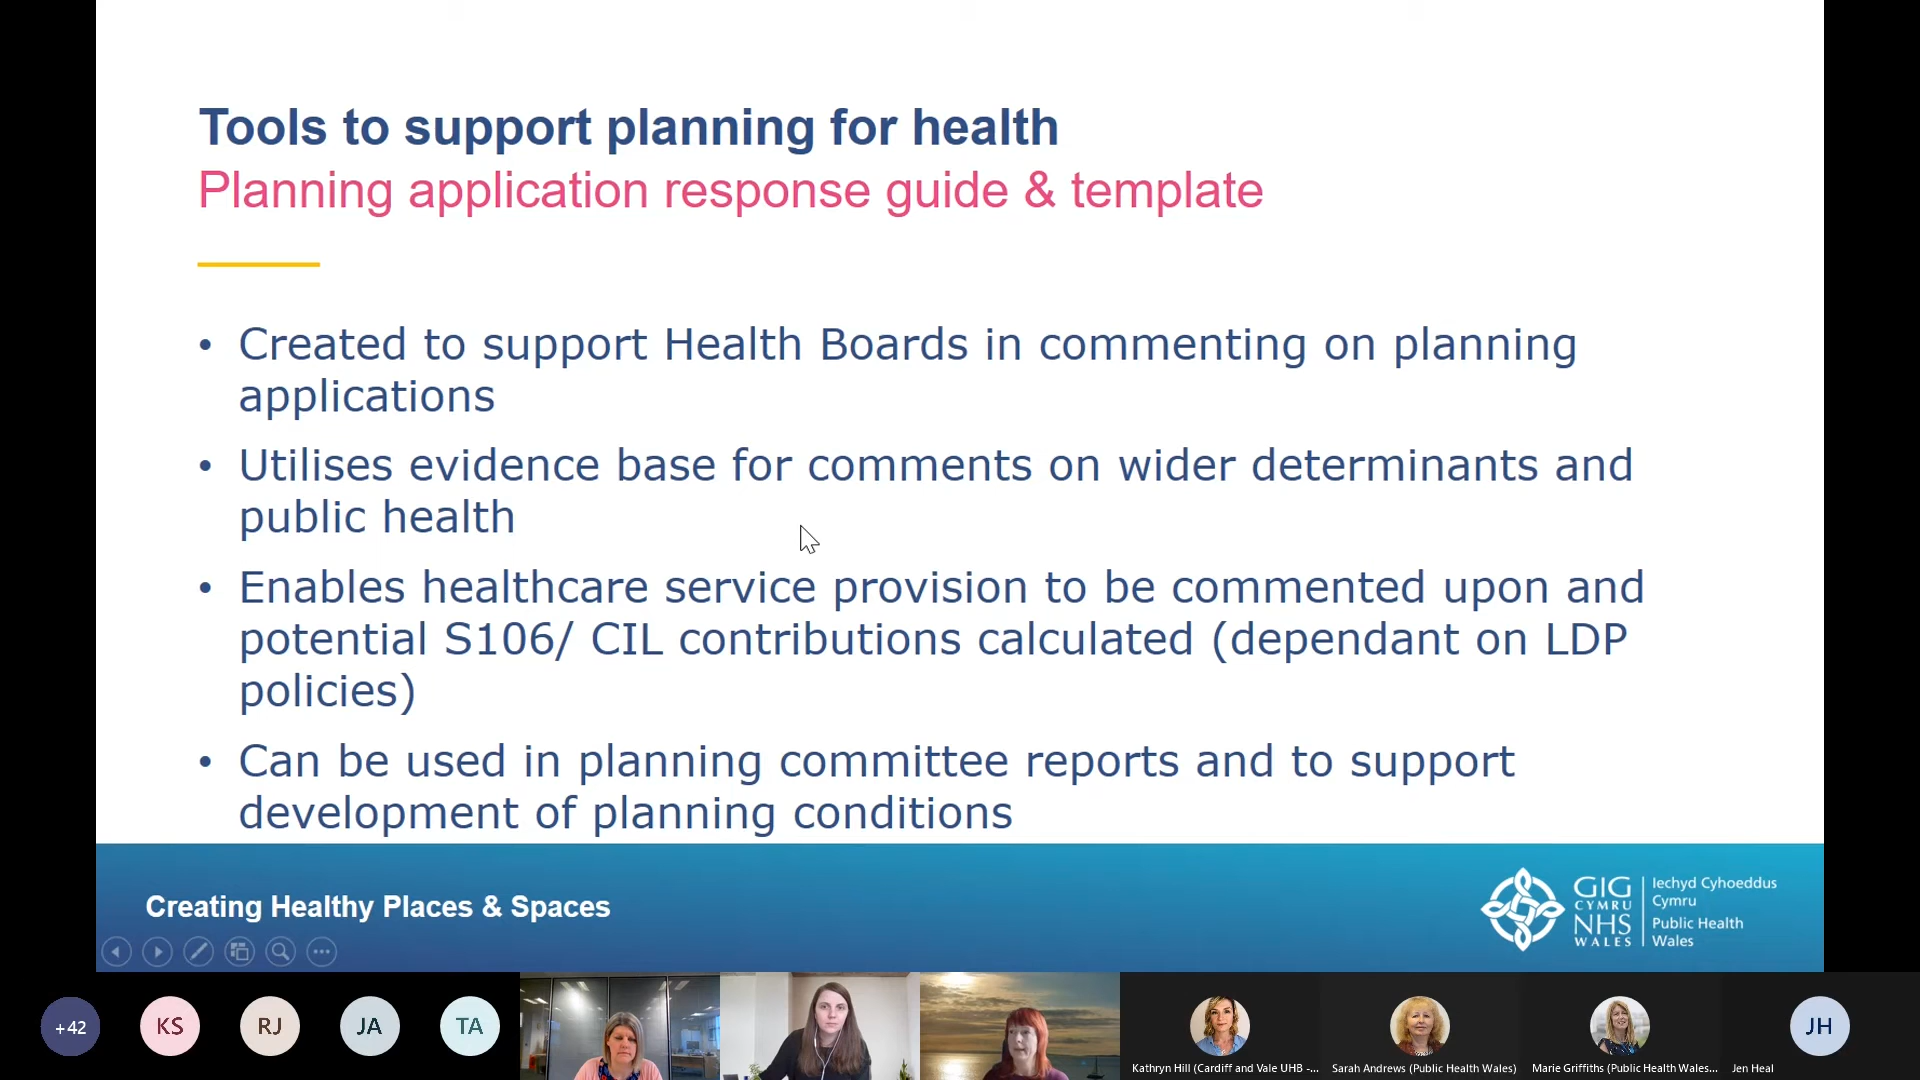 Tools to support planning for health
Planning application response guide & template
• Created to support Health Boards in commenting on planning
applications
• Utilises evidence base for comments on wider determinants and
public health
• Enables healthcare service provision to be commented upon and
potential S106/ CIL contributions calculated (dependant on LDP
policies)
• Can be used in planning committee reports and to support
development of planning conditions
Creating Healthy Places & Spaces
GIG
CYMRU
NHS
WALES
Iechyd Cyhoeddus
Cymru
Public Health
Wales
+42
KS
RJ
JA
TA
JH
Kathryn Hill (Cardiff and Vale UHB -...
Sarah Andrews (Public Health Wales)
Marie Griffiths (Public Health Wales...
Jen Heal